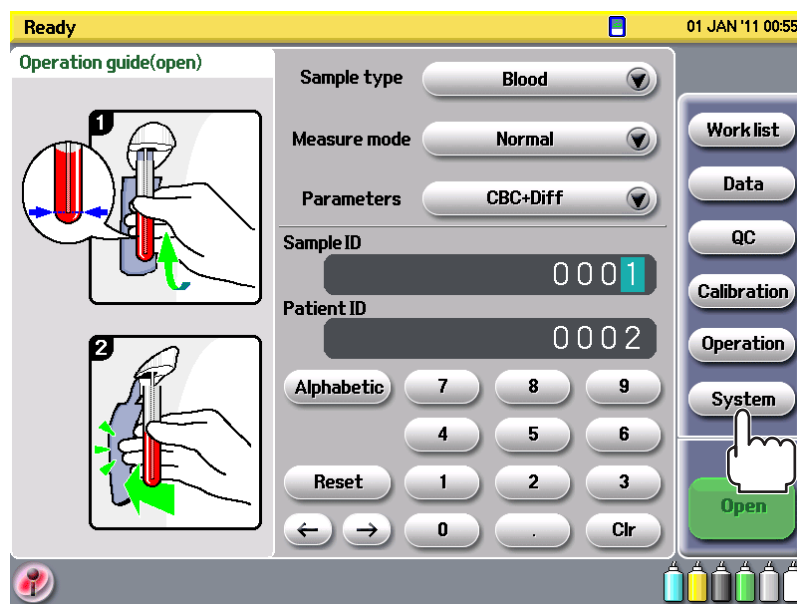 Ready
01 JAN '11 00:55
Operation guide(open)
1
2
Sample type
Blood
Measure mode
Normal
Parameters
CBC+Diff
Sample ID
0001
Patient ID
0002
Alphabetic
7
8
9
4
5
6
Reset
1
2
3
←
→
0
.
Clr
Work list
Data
QC
Calibration
Operation
System
Open